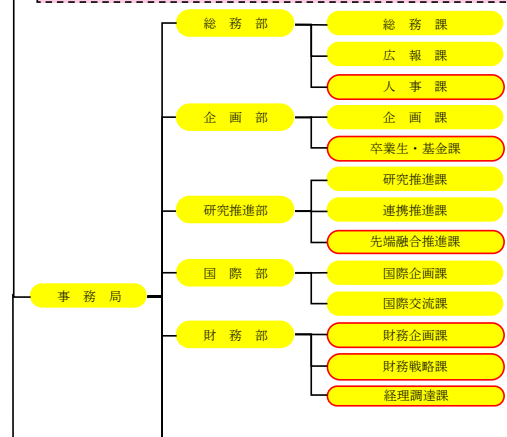 総務部
総務課
広報課
人事課
企画部
企画課
卒業生・基金課
研究推進部
研究推進課
連携推進課
先端融合推進課
国際部
国際企画課
国際交流課
事務局
財務部
財務企画課
財務戦略課
経理調達課